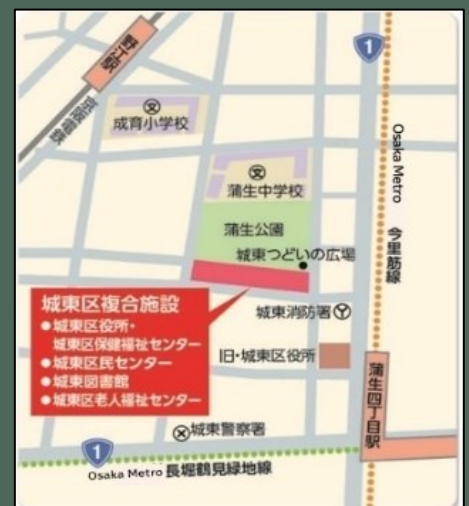 1
野江駅
京阪電鉄
成育小学校
蒲生中学校
蒲生公園
城東つどいの広場
Osaka Metro 今里筋線
城東区複合施設
●城東区役所・
城東区保健福祉センター
●城東区民センター
●城東図書館
●城東区老人福祉センター
城東消防署
旧・城東区役所
蒲生四丁目駅
城東警察署
1
Osaka Metro 長堀鶴見緑地線